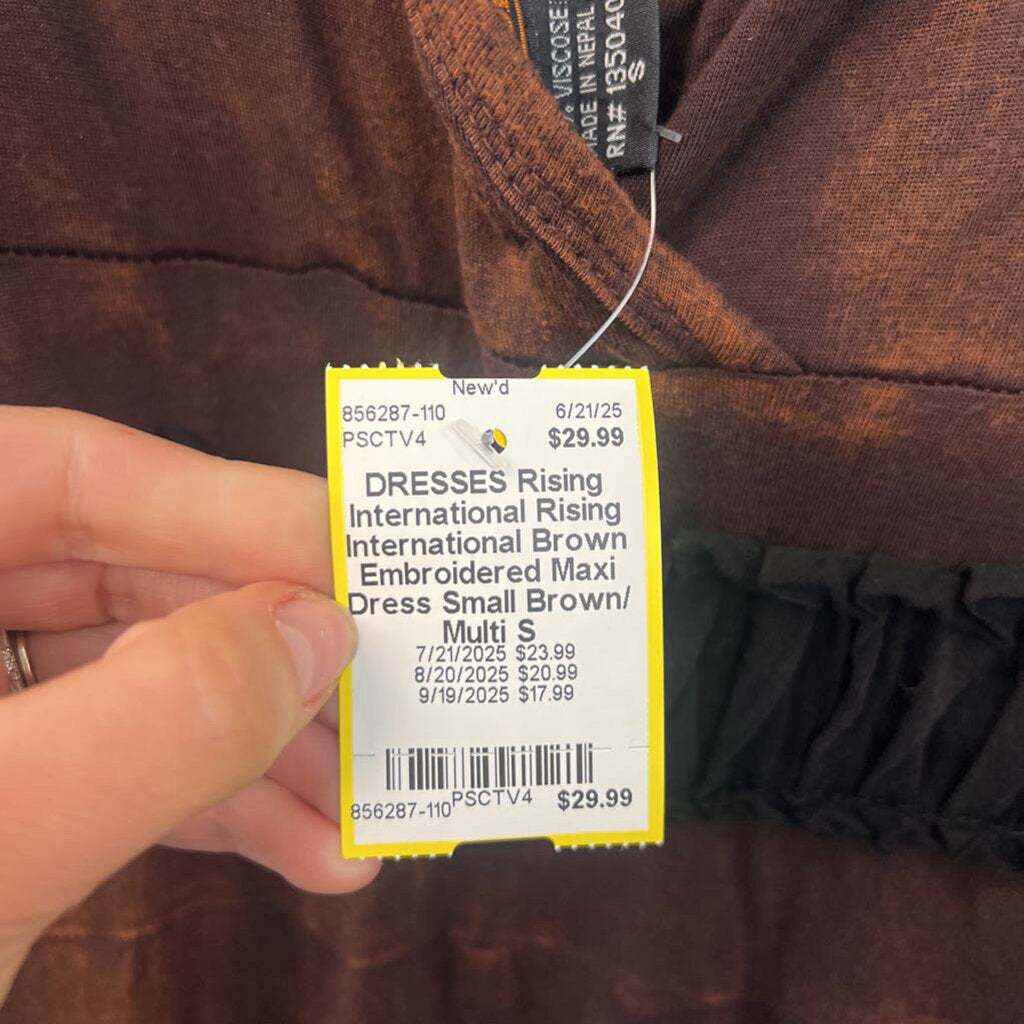 VISCOSE
MADE IN NEPAL
RN# 135040
S
New'd
856287-110 6/21/25
PSCTV4 $29.99
DRESSES Rising
International Rising
International Brown
Embroidered Maxi
Dress Small Brown/
Multi S
7/21/2025 $23.99
8/20/2025 $20.99
9/19/2025 $17.99
856287-110 PSCTV4 $29.99